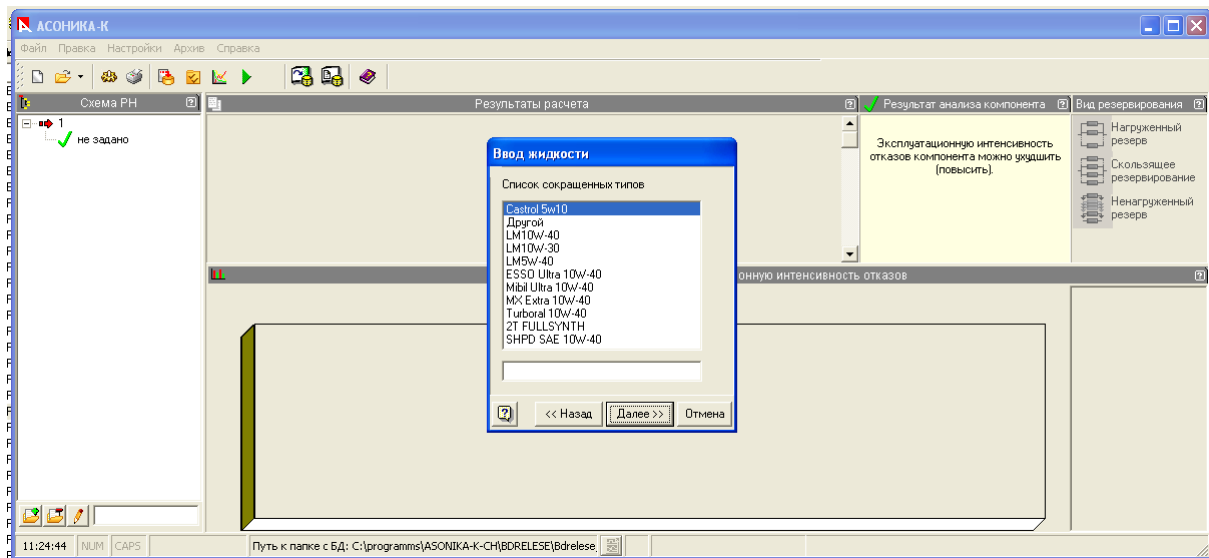 АСОНИКА-К
Файл Правка Настройки Архив Справка
Схема РН
Результаты расчета
Результат анализа компонента
Вид резервирования
1
не задано
Эксплуатационную интенсивность
отказов компонента можно ухудшить
(повысить).
Нагруженный
резерв
Скользящее
резервирование
Ненагруженный
резерв
Ввод жидкости
Список сокращенных типов
Castrol 5w10
Другой
LM10W-40
LM10W-30
LM5W-40
ESSO Ultra 10W-40
Mibil Ultra 10W-40
MX Extra 10W-40
Turboral 10W-40
2T FULLSYNTH
SHPD SAE 10W-40
<< Назад Далее >> Отмена
онную интенсивность отказов
11:24:44 NUM CAPS Путь к папке с БД: C:\programms\ASONIKA-K-CH\BDRELESE\Bdrelese